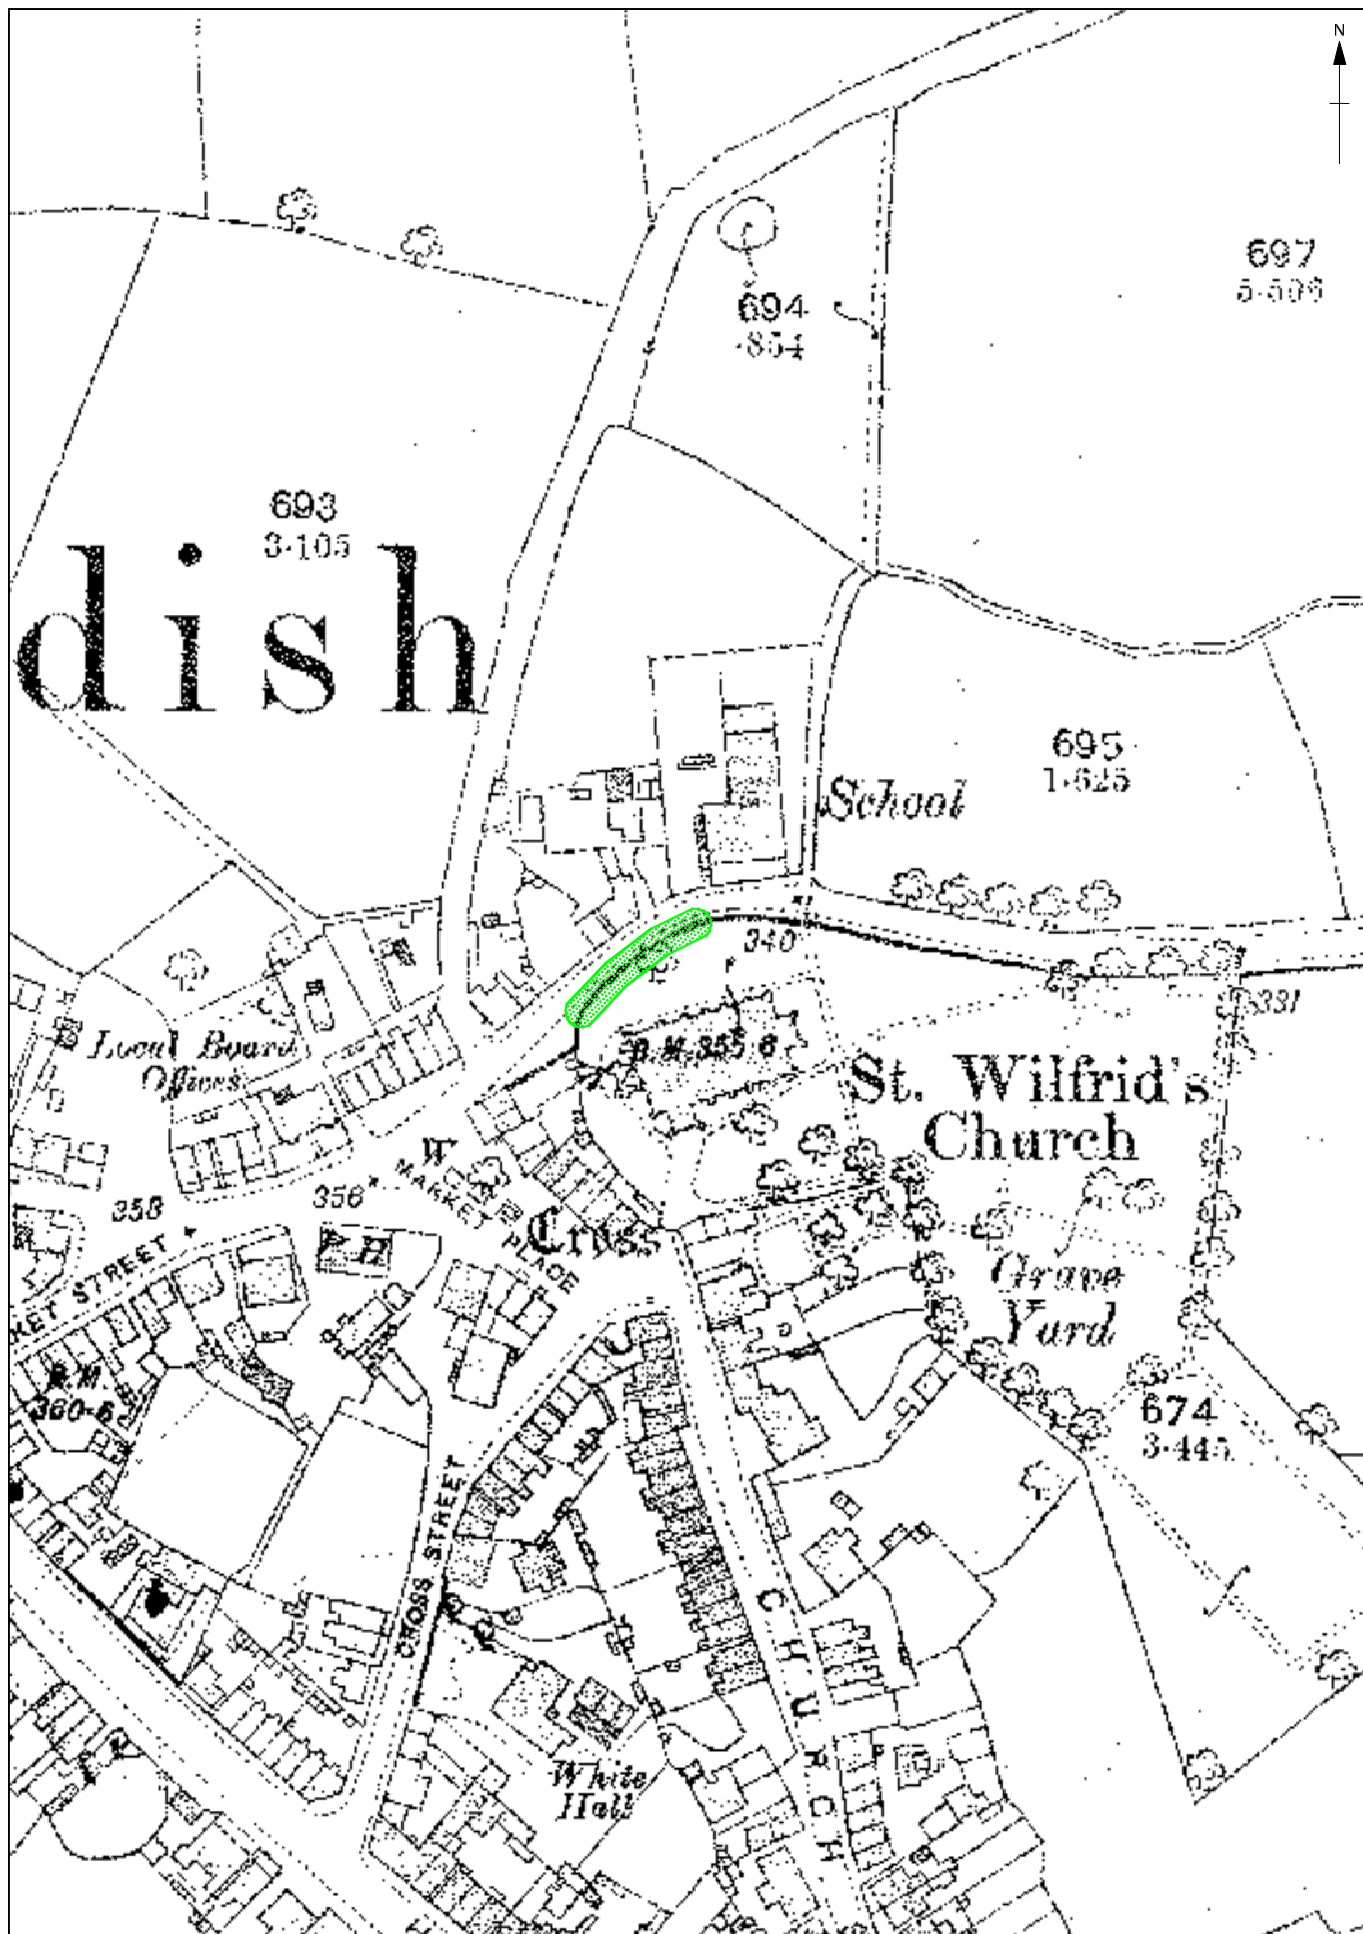 N
697
694
·854
693
3·105
dish
695
1·625
School
340
331
Local Board
Offices
B.M. 355·6
St. Wilfrid's
Church
W
MARKET
PLACE
358
356
Cross
H
KET STREET
Grave
Yard
B.M.
360·6
674
3·445
CROSS STREET
CHURCH
White
Hall